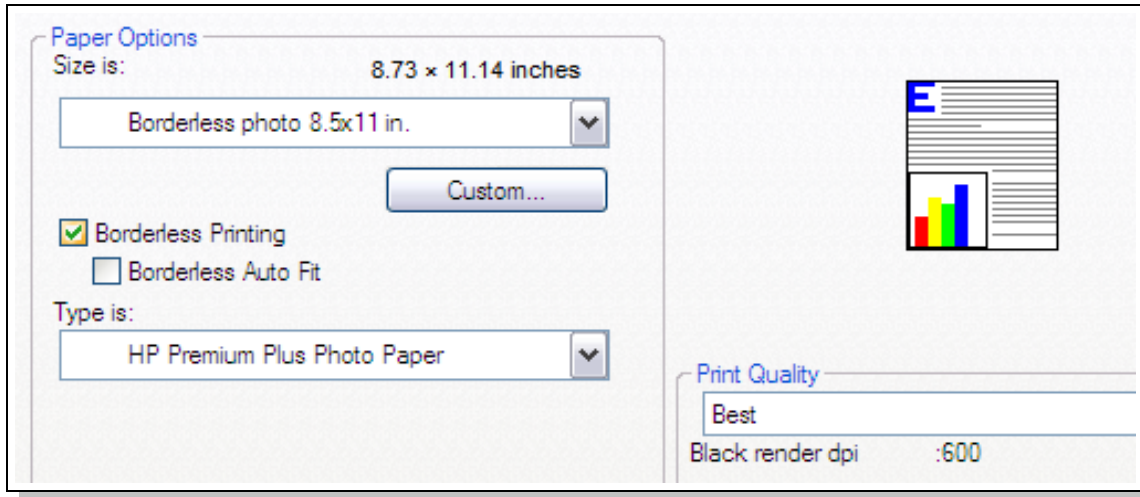 Paper Options
Size is: 8.73 × 11.14 inches
Borderless photo 8.5x11 in.
Custom...
Borderless Printing
Borderless Auto Fit
Type is:
HP Premium Plus Photo Paper
E
Print Quality
Best
Black render dpi :600